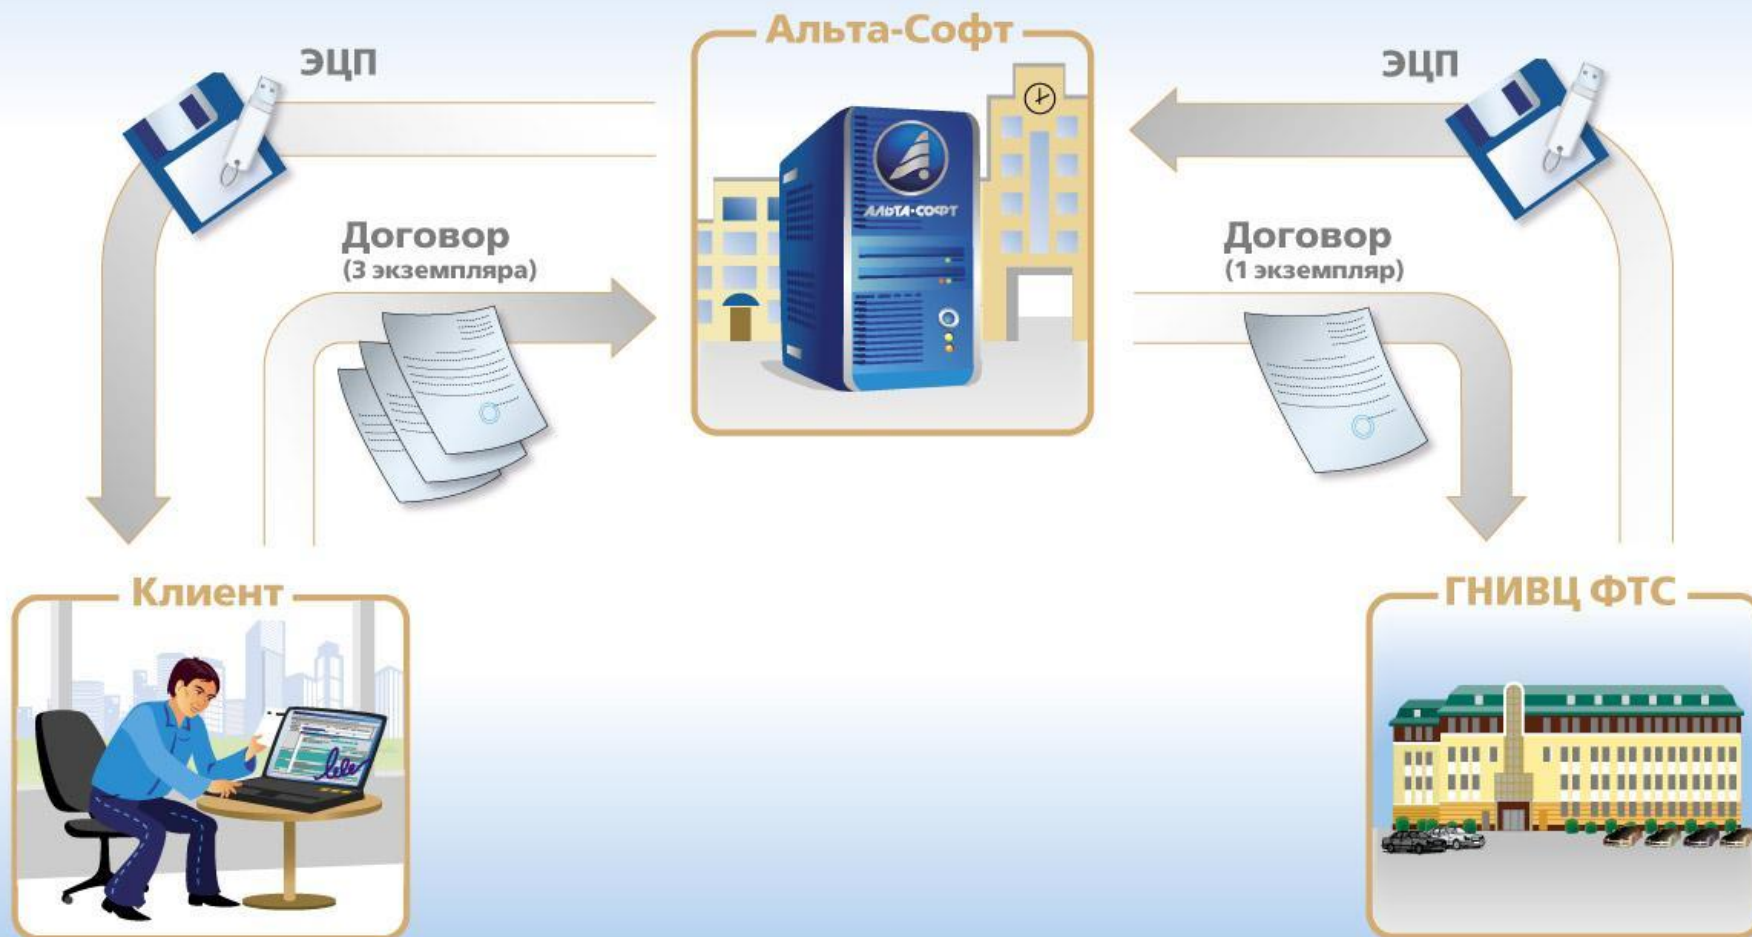 Альта-Софт
ЭЦП
ЭЦП
АЛЬТА-СОФТ
Договор
(3 экземпляра)
Договор
(1 экземпляр)
Клиент
ГНИВЦ ФТС